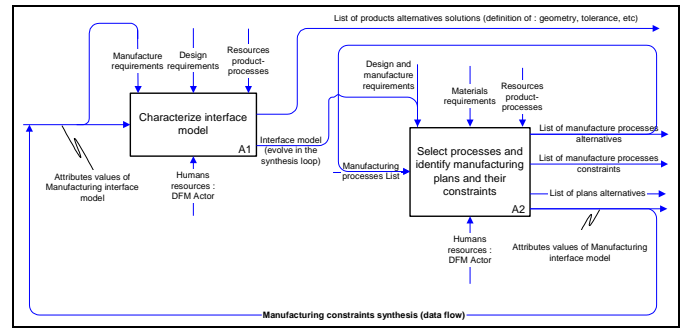 List of products alternatives solutions (definition of : geometry, tolerance, etc)
Manufacture
requirements
Design
requirements
Resources
product-
processes
Characterize interface
model
A1
Interface model
(evolve in the
synthesis loop)
Humans
resources :
DFM Actor
Attributes values of
Manufacturing interface
model
Design and
manufacture
requirements
Materials
requirements
Resources
product-
processes
Manufacturing
processes List
Select processes and
identify manufacturing
plans and their
constraints
A2
List of manufacture processes
alternatives
List of manufacture processes
constraints
List of plans alternatives
Attributes values of Manufacturing
interface model
Humans
resources :
DFM Actor
Manufacturing constraints synthesis (data flow)